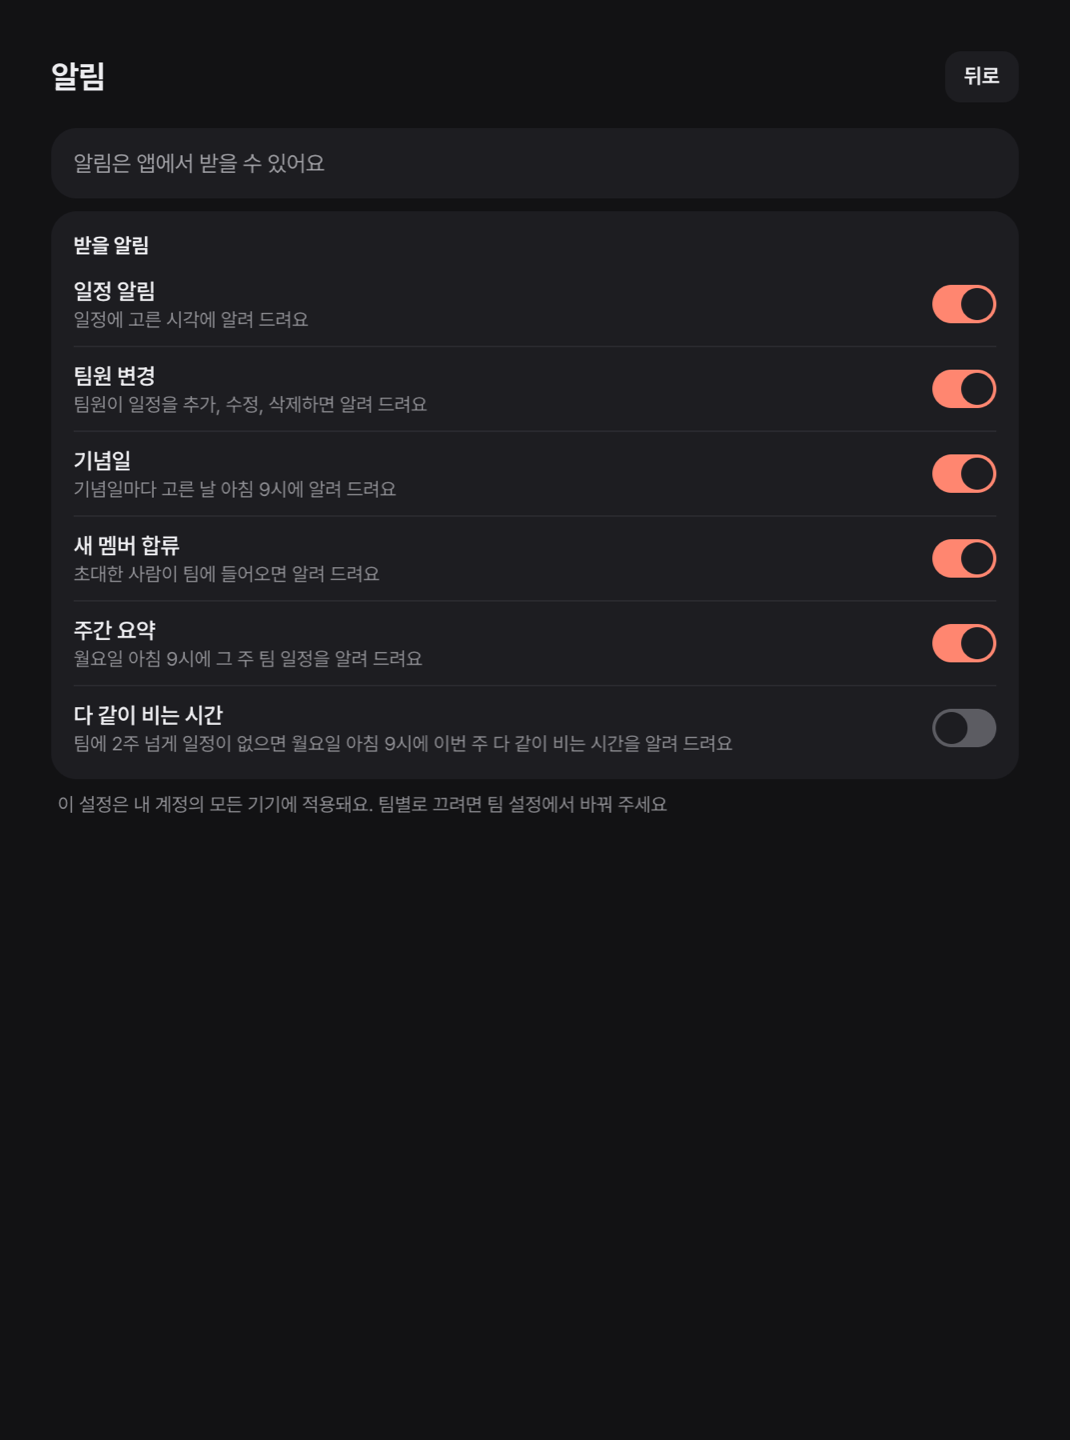 알림
뒤로
알림은 앱에서 받을 수 있어요
받을 알림
일정 알림
일정에 고른 시각에 알려 드려요
팀원 변경
팀원이 일정을 추가, 수정, 삭제하면 알려 드려요
기념일
기념일마다 고른 날 아침 9시에 알려 드려요
새 멤버 합류
초대한 사람이 팀에 들어오면 알려 드려요
주간 요약
월요일 아침 9시에 그 주 팀 일정을 알려 드려요
다 같이 비는 시간
팀에 2주 넘게 일정이 없으면 월요일 아침 9시에 이번 주 다 같이 비는 시간을 알려 드려요
이 설정은 내 계정의 모든 기기에 적용돼요. 팀별로 끄려면 팀 설정에서 바꿔 주세요